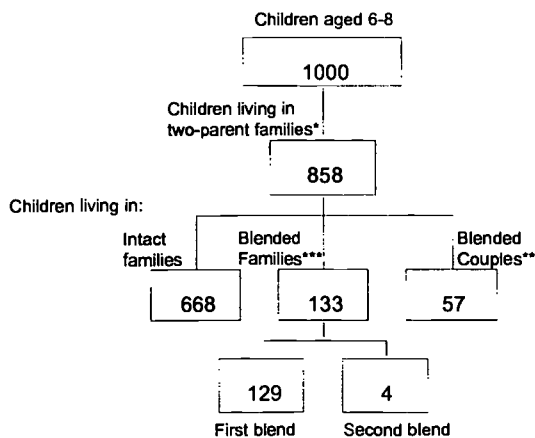 Children aged 6-8
1000
Children living in
two-parent families*
858
Children living in:
Intact
families
Blended
Families***
Blended
Couples**
668
133
57
129
4
First blend
Second blend